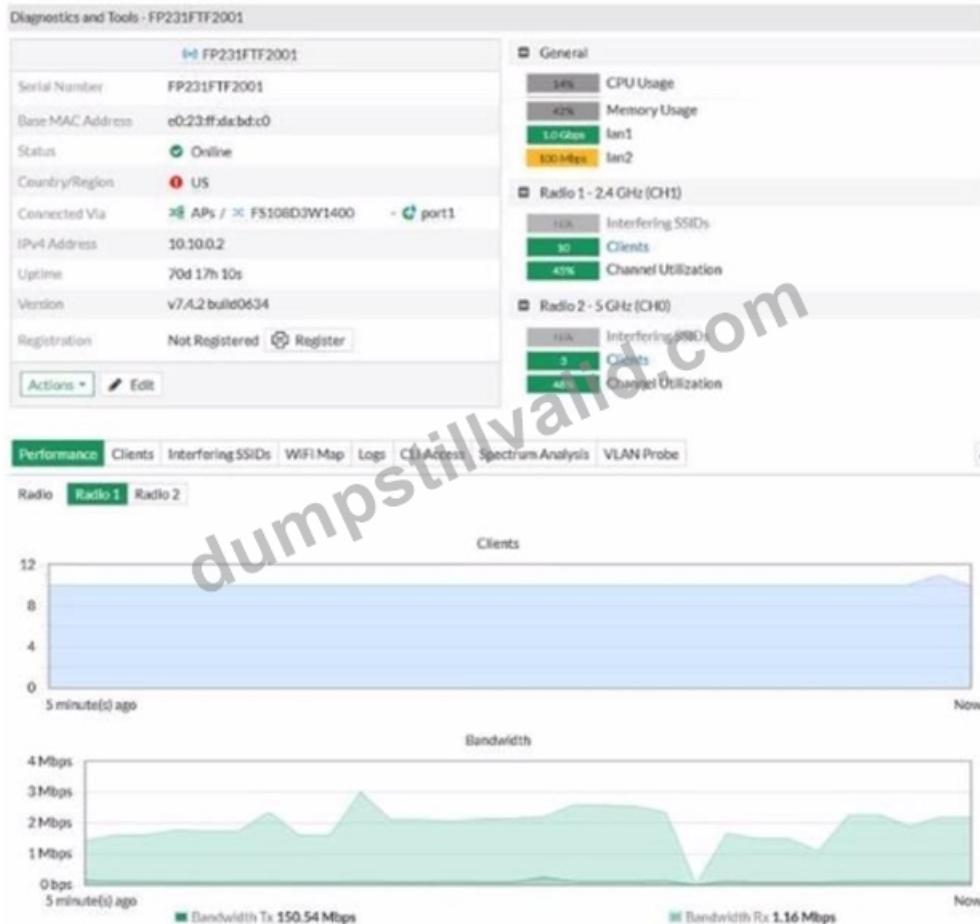 Diagnostics and Tools - FP231FTF2001
FP231FTF2001
Serial Number FP231FTF2001
Base MAC Address e0:23:ff:da:bd:c0
Status Online
Country/Region US
Connected Via APs / FS108D3W1400 - port1
IPv4 Address 10.10.0.2
Uptime 70d 17h 10s
Version v7.4.2 build0634
Registration Not Registered Register
Actions Edit
General
14% CPU Usage
42% Memory Usage
1.0 Gbps lan1
100 Mbps lan2
Radio 1 - 2.4 GHz (CH1)
N/A Interfering SSIDs
10 Clients
45% Channel Utilization
Radio 2 - 5 GHz (CH0)
N/A Interfering SSIDs
3 Clients
48% Channel Utilization
dumpstillvalid.com
Performance Clients Interfering SSIDs WiFi Map Logs CLI Access Spectrum Analysis VLAN Probe
Radio Radio 1 Radio 2
Clients
12
8
4
0
5 minute(s) ago Now
Bandwidth
4 Mbps
3 Mbps
2 Mbps
1 Mbps
0 bps
5 minute(s) ago Now
Bandwidth Tx 150.54 Mbps Bandwidth Rx 1.16 Mbps